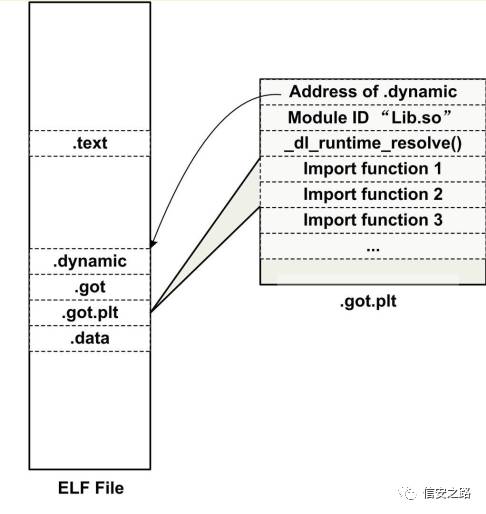 .text
.dynamic
.got
.got.plt
.data
ELF File
Address of .dynamic
Module ID “Lib.so”
_dl_runtime_resolve()
Import function 1
Import function 2
Import function 3
...
.got.plt
信安之路